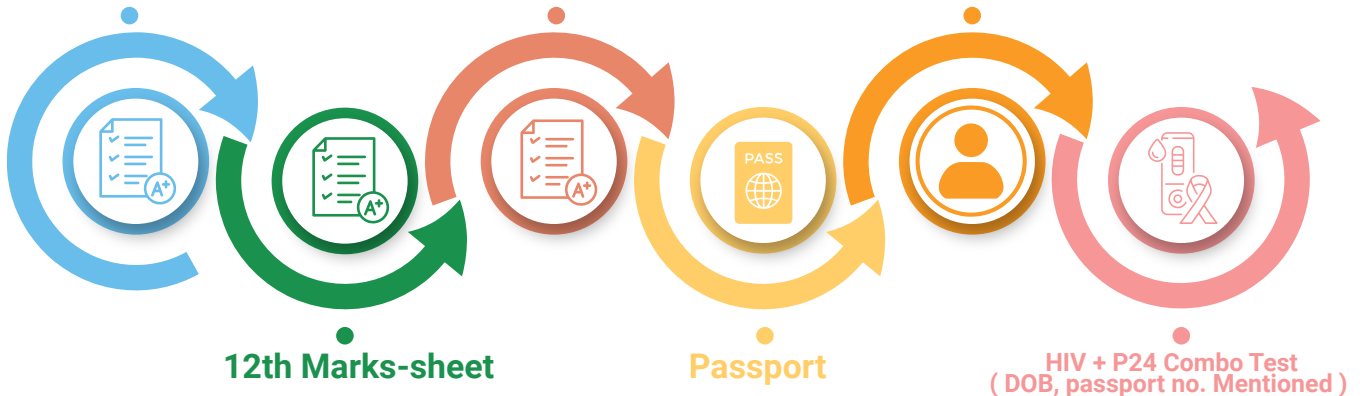 A+
A+
A+
PASS
12th Marks-sheet
Passport
HIV + P24 Combo Test
( DOB, passport no. Mentioned )